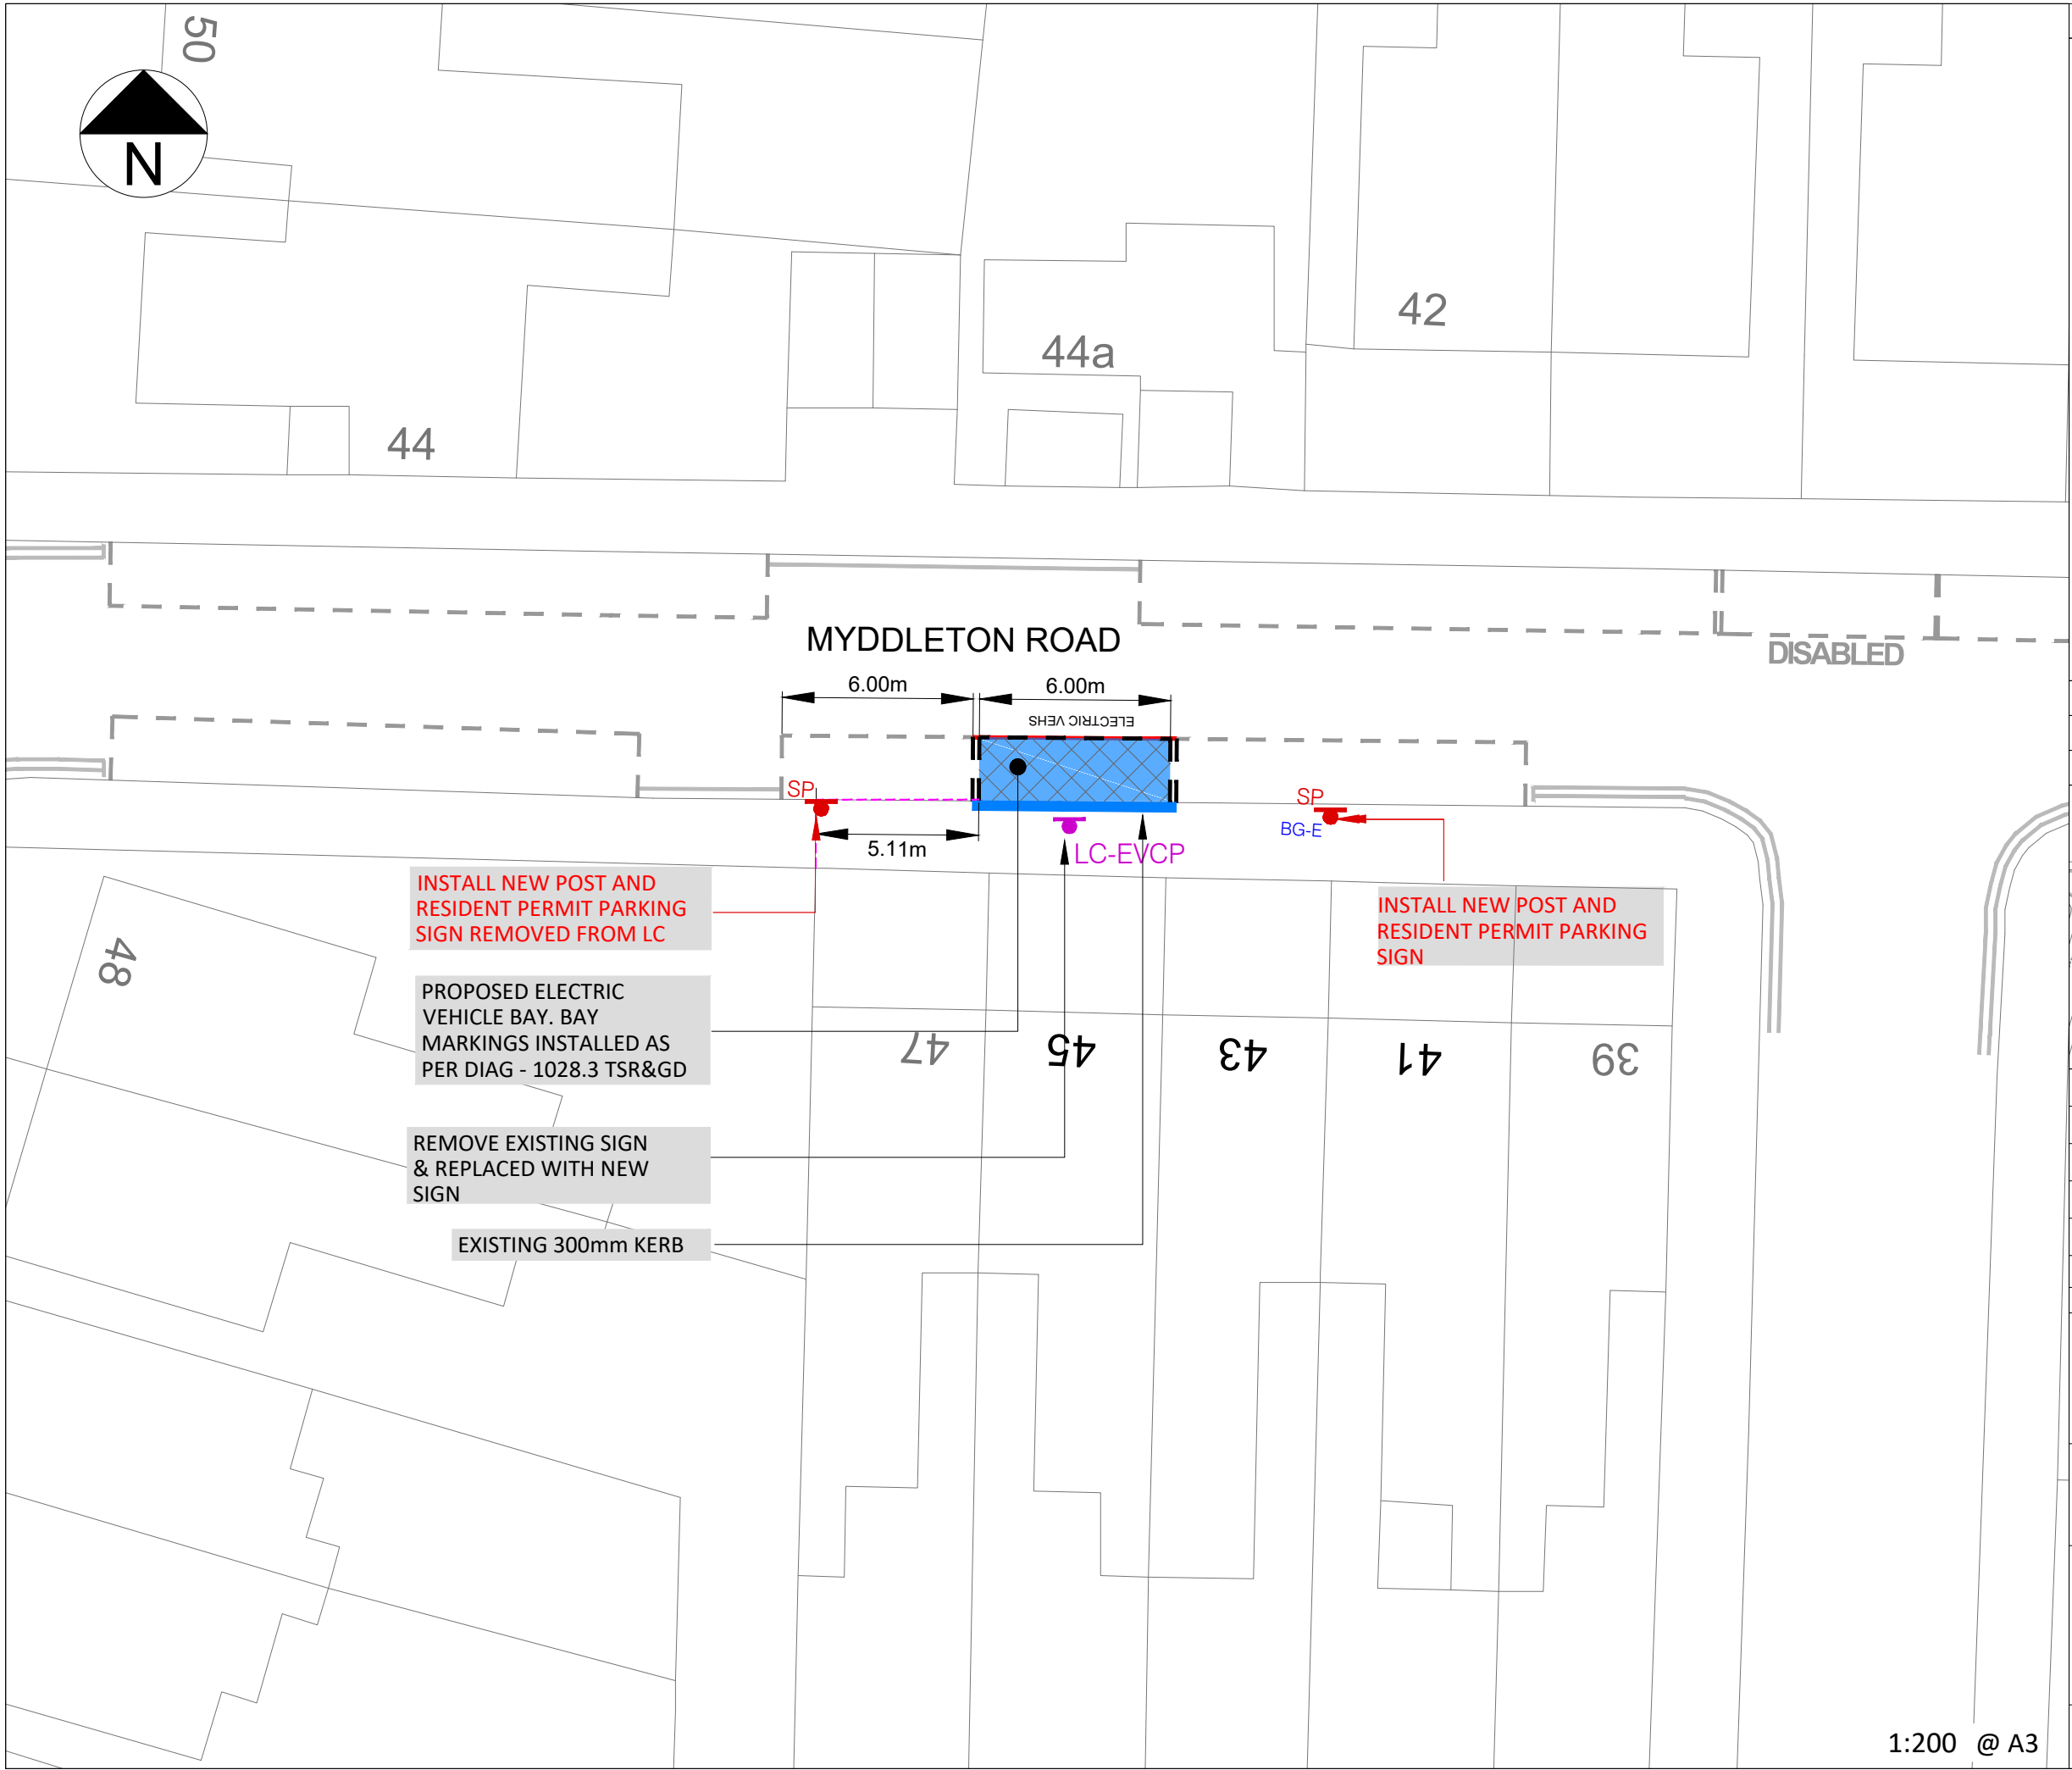 50
N
42
44a
44
MYDDLETON ROAD
DISABLED
6.00m
6.00m
ELECTRIC VEHS
SP
SP
BG-E
5.11m
LC-EVCP
INSTALL NEW POST AND
RESIDENT PERMIT PARKING
SIGN REMOVED FROM LC
INSTALL NEW POST AND
RESIDENT PERMIT PARKING
SIGN
48
PROPOSED ELECTRIC
VEHICLE BAY. BAY
MARKINGS INSTALLED AS
PER DIAG - 1028.3 TSR&GD
47
45
43
41
39
REMOVE EXISTING SIGN
& REPLACED WITH NEW
SIGN
EXISTING 300mm KERB
1:200 @ A3